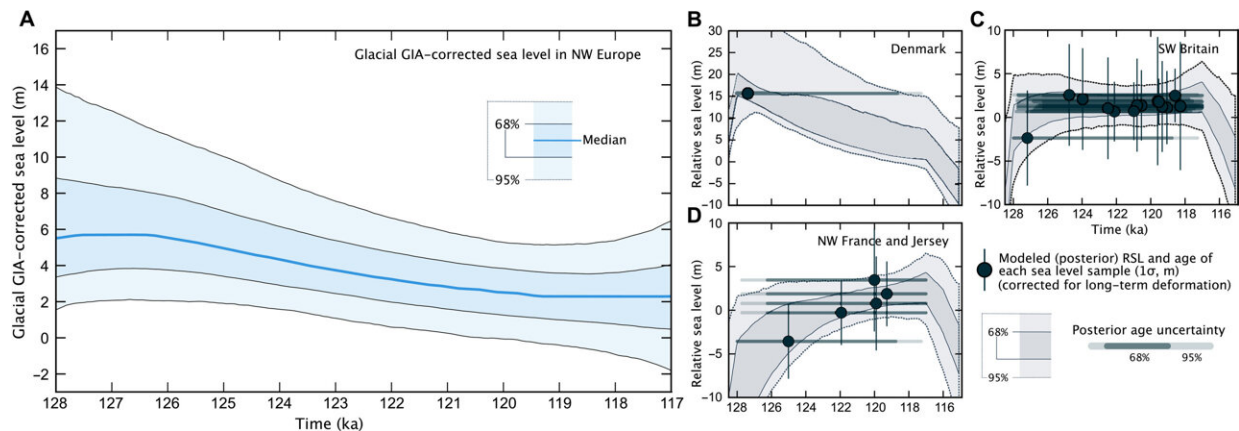 A
Glacial GIA-corrected sea level (m)
16
14
12
10
8
6
4
2
0
−2
Glacial GIA-corrected sea level in NW Europe
68%
Median
95%
128 127 126 125 124 123 122 121 120 119 118 117
Time (ka)
B
Denmark
Relative sea level (m)
30
25
20
15
10
5
0
−5
−10
C
SW Britain
Relative sea level (m)
10
5
0
−5
−10
128 126 124 122 120 118 116
Time (ka)
D
NW France and Jersey
Relative sea level (m)
10
5
0
−5
−10
128 126 124 122 120 118 116
Time (ka)
Modeled (posterior) RSL and age of
each sea level sample (1σ, m)
(corrected for long-term deformation)
68%
95%
Posterior age uncertainty
68% 95%